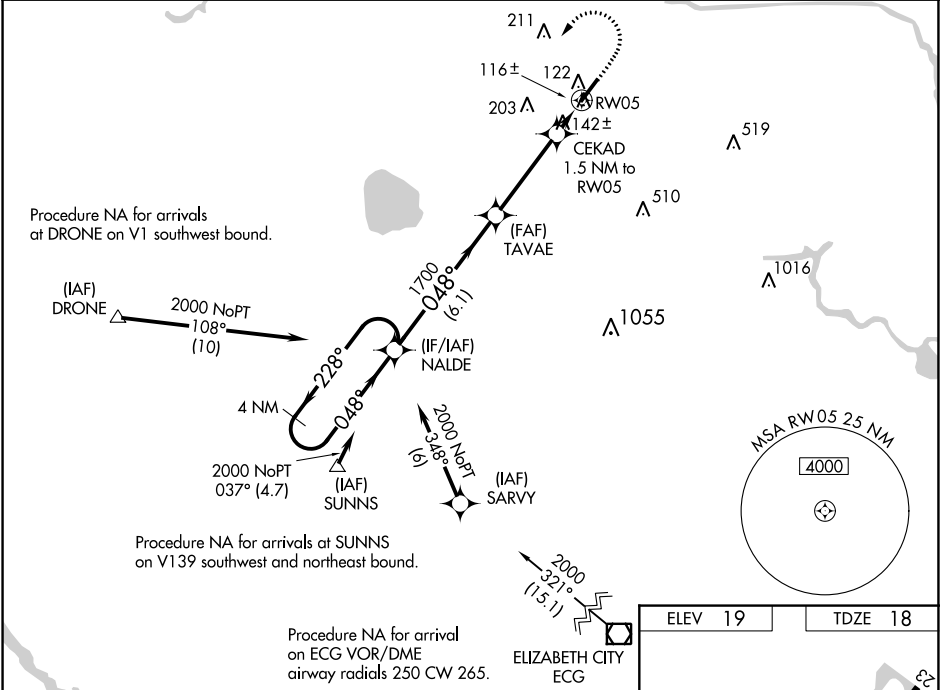 211
116±
122
203
RW05
142±
519
CEKAD
1.5 NM to
RW05
510
Procedure NA for arrivals
at DRONE on V1 southwest bound.
(FAF)
TAVAE
1016
1700
048°
(6.1)
(IAF)
DRONE
2000 NoPT
108°
(10)
1055
(IF/IAF)
NALDE
228°
048°
4 NM
2000 NoPT
348°
(6)
2000 NoPT
037° (4.7)
(IAF)
SUNNS
(IAF)
SARVY
MSA RW05 25 NM
4000
Procedure NA for arrivals at SUNNS
on V139 southwest and northeast bound.
2000
321°
(15.1)
Procedure NA for arrival
on ECG VOR/DME
airway radials 250 CW 265.
ELIZABETH CITY
ECG
ELEV 19
TDZE 18
23